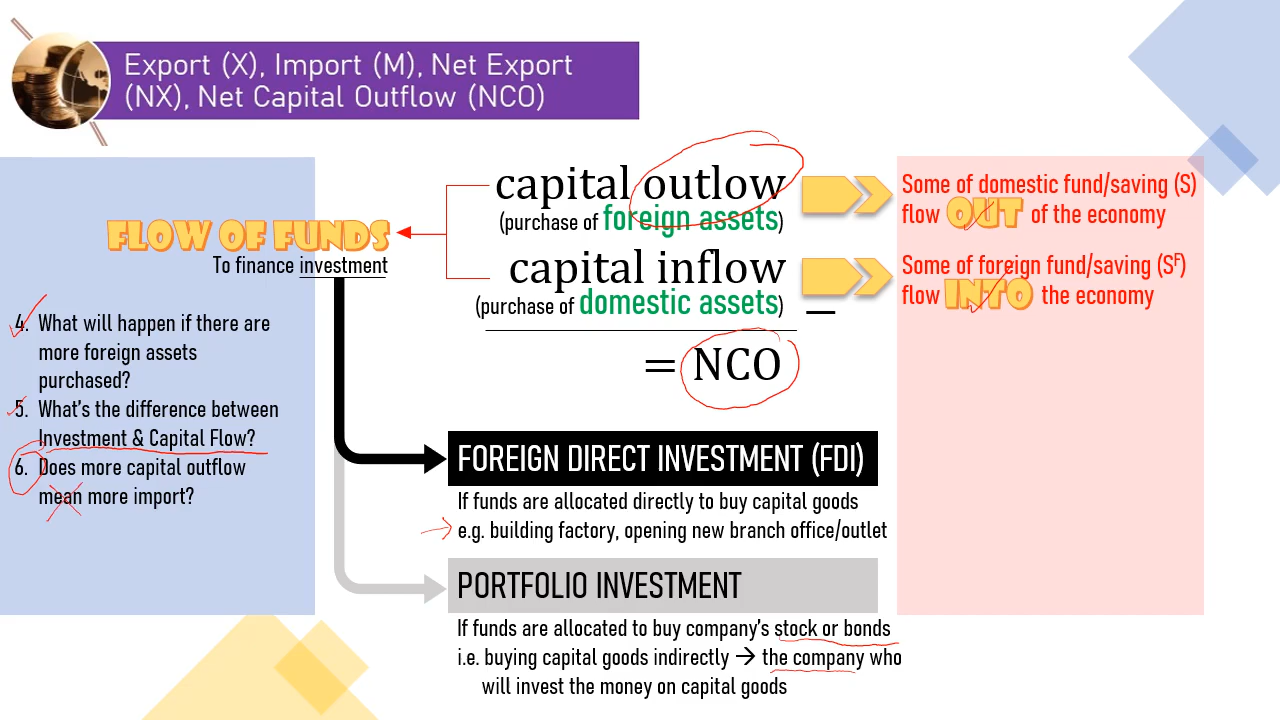 Export (X), Import (M), Net Export
(NX), Net Capital Outflow (NCO)
FLOW OF FUNDS
To finance investment
4. What will happen if there are
more foreign assets
purchased?
5. What's the difference between
Investment & Capital Flow?
6. Does more capital outflow
mean more import?
capital outlow
(purchase of foreign assets)
capital inflow
(purchase of domestic assets) –
= NCO
Some of domestic fund/saving (S)
flow OUT of the economy
Some of foreign fund/saving (Sᶠ)
flow INTO the economy
FOREIGN DIRECT INVESTMENT (FDI)
If funds are allocated directly to buy capital goods
e.g. building factory, opening new branch office/outlet
PORTFOLIO INVESTMENT
If funds are allocated to buy company's stock or bonds
i.e. buying capital goods indirectly → the company who
will invest the money on capital goods